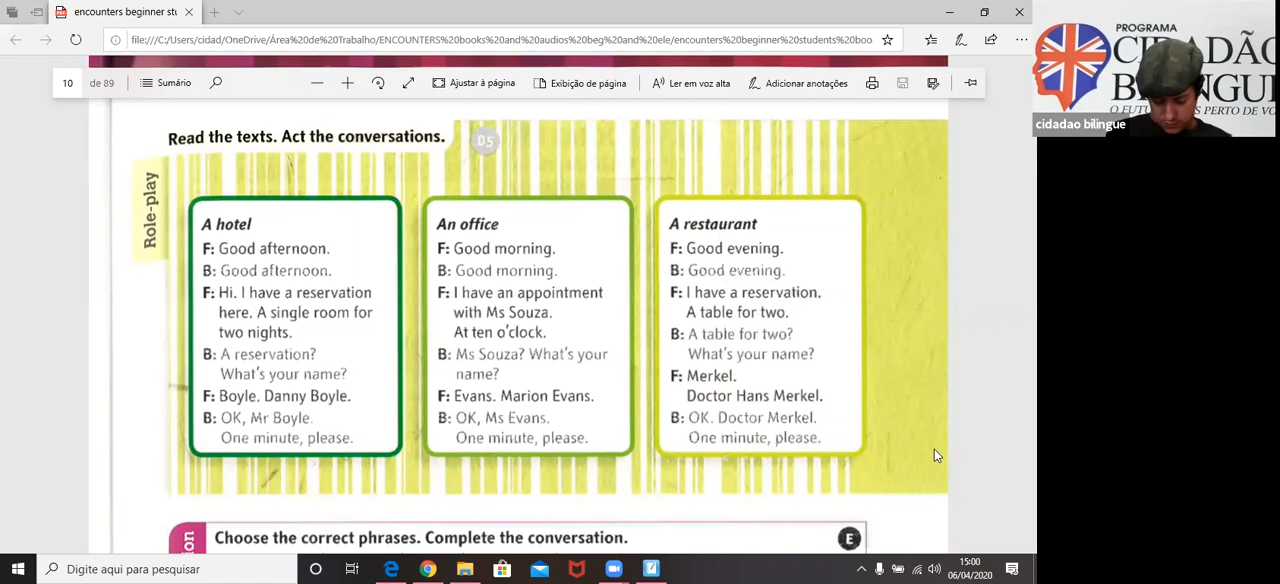 encounters beginner stu
file:///C:/Users/cidad/OneDrive/Área%20de%20Trabalho/ENCOUNTERS%20books%20and%20audios%20beg%20and%20ele/encounters%20beginner%20students%20boo
10 de 89
Sumário
Ajustar à página
Exibição de página
Ler em voz alta
Adicionar anotações
PROGRAMA
CIDADÃO
cidadao bilingue
Read the texts. Act the conversations.
D5
Role-play
A hotel
F: Good afternoon.
B: Good afternoon.
F: Hi. I have a reservation
here. A single room for
two nights.
B: A reservation?
What's your name?
F: Boyle. Danny Boyle.
B: OK, Mr Boyle.
One minute, please.
An office
F: Good morning.
B: Good morning.
F: I have an appointment
with Ms Souza.
At ten o'clock.
B: Ms Souza? What's your
name?
F: Evans. Marion Evans.
B: OK, Ms Evans.
One minute, please.
A restaurant
F: Good evening.
B: Good evening.
F: I have a reservation.
A table for two.
B: A table for two?
What's your name?
F: Merkel.
Doctor Hans Merkel.
B: OK. Doctor Merkel.
One minute, please.
Choose the correct phrases. Complete the conversation.
E
Digite aqui para pesquisar
15:00
06/04/2020